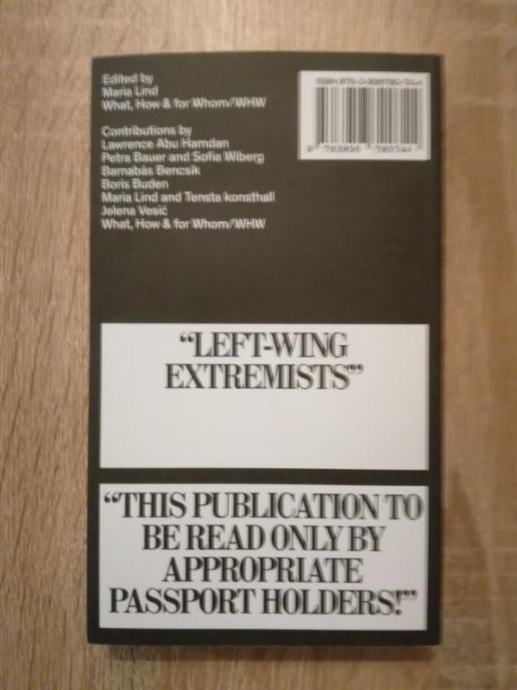 Edited by
Maria Lind
What, How & for Whom/WHW
Contributions by
Lawrence Abu Hamdan
Petra Bauer and Sofia Wiberg
Barnabás Bencsik
Boris Buden
Maria Lind and Tensta konsthall
Jelena Vesić
What, How & for Whom/WHW
“LEFT-WING
EXTREMISTS”
“THIS PUBLICATION TO
BE READ ONLY BY
APPROPRIATE
PASSPORT HOLDERS!”